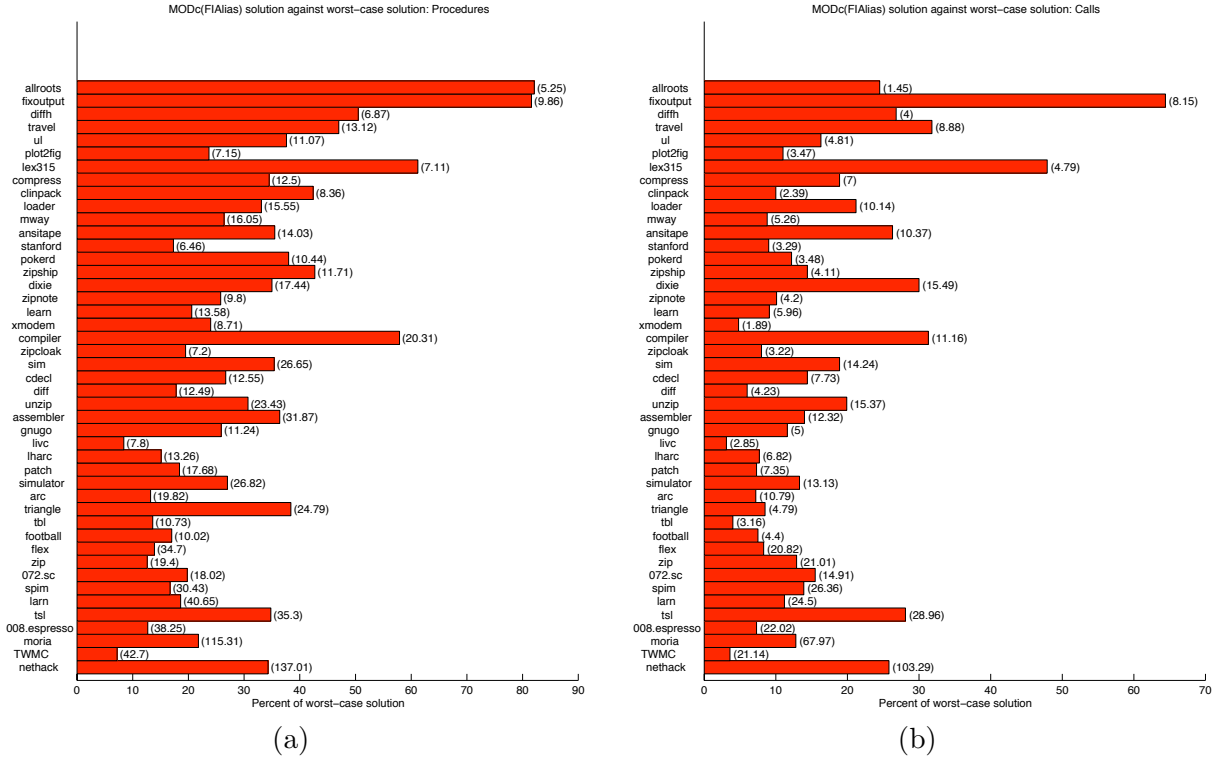 MODc(FIAlias) solution against worst−case solution: Procedures
allroots (5.25)
fixoutput (9.86)
diffh (6.87)
travel (13.12)
ul (11.07)
plot2fig (7.15)
lex315 (7.11)
compress (12.5)
clinpack (8.36)
loader (15.55)
mway (16.05)
ansitape (14.03)
stanford (6.46)
pokerd (10.44)
zipship (11.71)
dixie (17.44)
zipnote (9.8)
learn (13.58)
xmodem (8.71)
compiler (20.31)
zipcloak (7.2)
sim (26.65)
cdecl (12.55)
diff (12.49)
unzip (23.43)
assembler (31.87)
gnugo (11.24)
livc (7.8)
lharc (13.26)
patch (17.68)
simulator (26.82)
arc (19.82)
triangle (24.79)
tbl (10.73)
football (10.02)
flex (34.7)
zip (19.4)
072.sc (18.02)
spim (30.43)
larn (40.65)
tsl (35.3)
008.espresso (38.25)
moria (115.31)
TWMC (42.7)
nethack (137.01)
0 10 20 30 40 50 60 70 80 90
Percent of worst−case solution
(a)
MODc(FIAlias) solution against worst−case solution: Calls
allroots (1.45)
fixoutput (8.15)
diffh (4)
travel (8.88)
ul (4.81)
plot2fig (3.47)
lex315 (4.79)
compress (7)
clinpack (2.39)
loader (10.14)
mway (5.26)
ansitape (10.37)
stanford (3.29)
pokerd (3.48)
zipship (4.11)
dixie (15.49)
zipnote (4.2)
learn (5.96)
xmodem (1.89)
compiler (11.16)
zipcloak (3.22)
sim (14.24)
cdecl (7.73)
diff (4.23)
unzip (15.37)
assembler (12.32)
gnugo (5)
livc (2.85)
lharc (6.82)
patch (7.35)
simulator (13.13)
arc (10.79)
triangle (4.79)
tbl (3.16)
football (4.4)
flex (20.82)
zip (21.01)
072.sc (14.91)
spim (26.36)
larn (24.5)
tsl (28.96)
008.espresso (22.02)
moria (67.97)
TWMC (21.14)
nethack (103.29)
0 10 20 30 40 50 60 70
Percent of worst−case solution
(b)